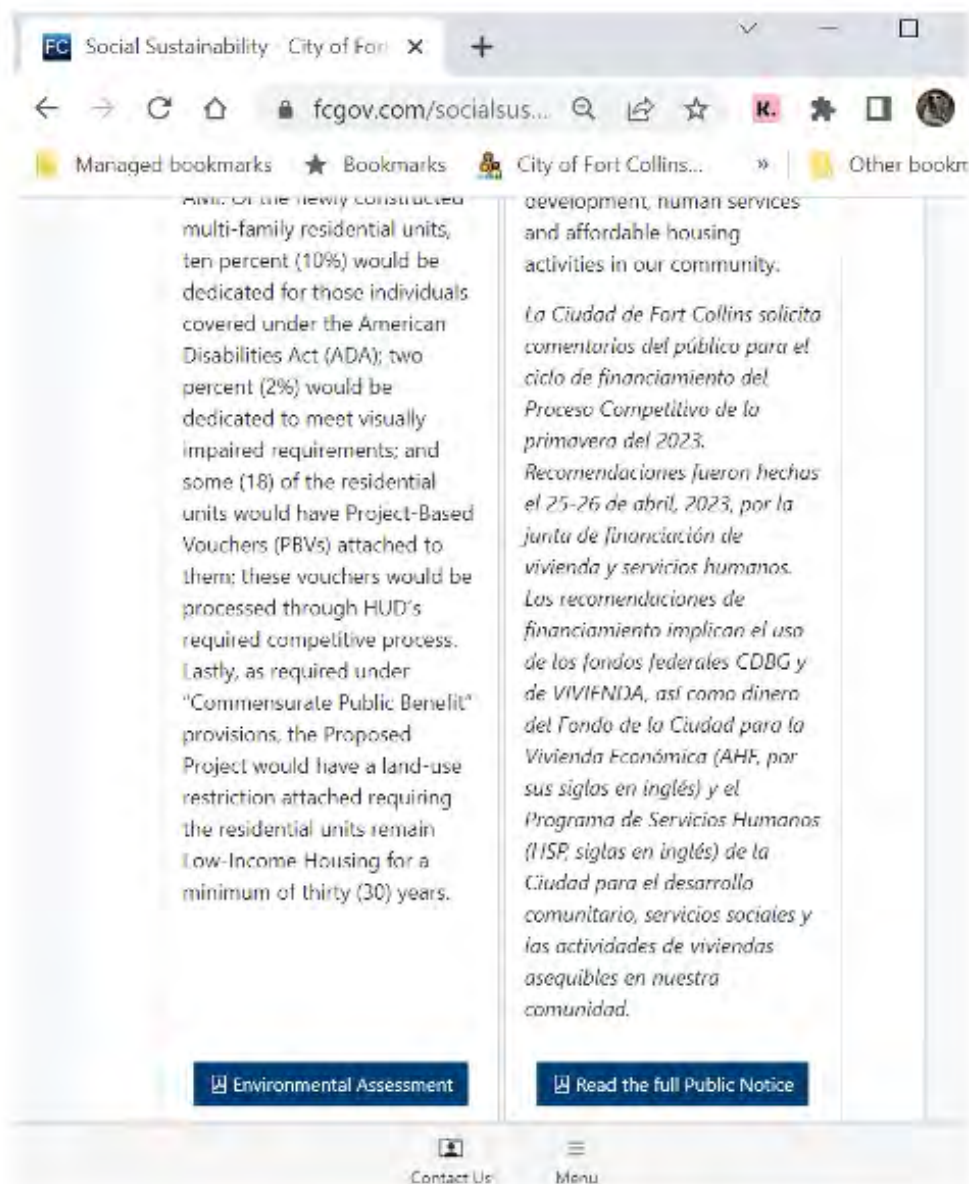 FC Social Sustainability - City of For
fcgov.com/socialsus...
K.
Managed bookmarks
Bookmarks
City of Fort Collins...
»
Other bookm
AMI. Of the newly constructed
multi-family residential units,
ten percent (10%) would be
dedicated for those individuals
covered under the American
Disabilities Act (ADA); two
percent (2%) would be
dedicated to meet visually
impaired requirements; and
some (18) of the residential
units would have Project-Based
Vouchers (PBVs) attached to
them; these vouchers would be
processed through HUD's
required competitive process.
Lastly, as required under
"Commensurate Public Benefit"
provisions, the Proposed
Project would have a land-use
restriction attached requiring
the residential units remain
Low-Income Housing for a
minimum of thirty (30) years.
Environmental Assessment
development, human services
and affordable housing
activities in our community.
La Ciudad de Fort Collins solicita
comentarios del público para el
ciclo de financiamiento del
Proceso Competitivo de la
primavera del 2023.
Recomendaciones fueron hechas
el 25-26 de abril, 2023, por la
junta de financiación de
vivienda y servicios humanos.
Las recomendaciones de
financiamiento implican el uso
de los fondos federales CDBG y
de VIVIENDA, así como dinero
del Fondo de la Ciudad para la
Vivienda Económica (AHF, por
sus siglas en inglés) y el
Programa de Servicios Humanos
(HSP, siglas en inglés) de la
Ciudad para el desarrollo
comunitario, servicios sociales y
las actividades de viviendas
asequibles en nuestra
comunidad.
Read the full Public Notice
Contact Us
Menu